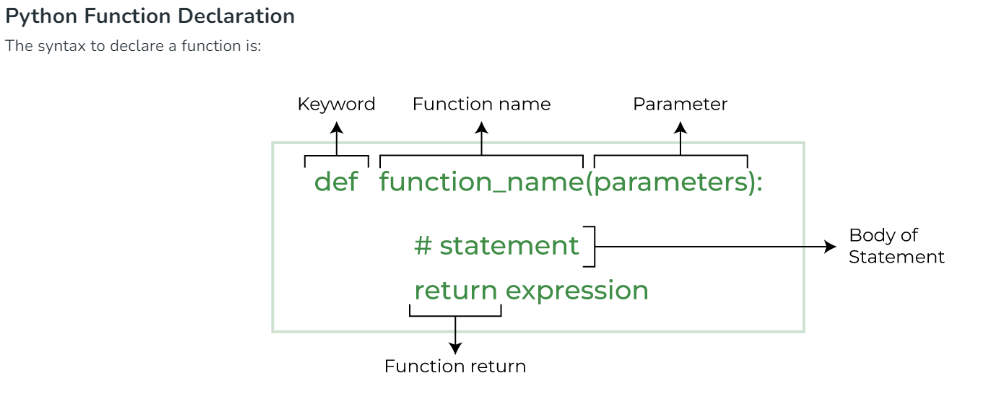 Python Function Declaration
The syntax to declare a function is:
Keyword Function name Parameter
def function_name(parameters):
# statement
Body of
Statement
return expression
Function return